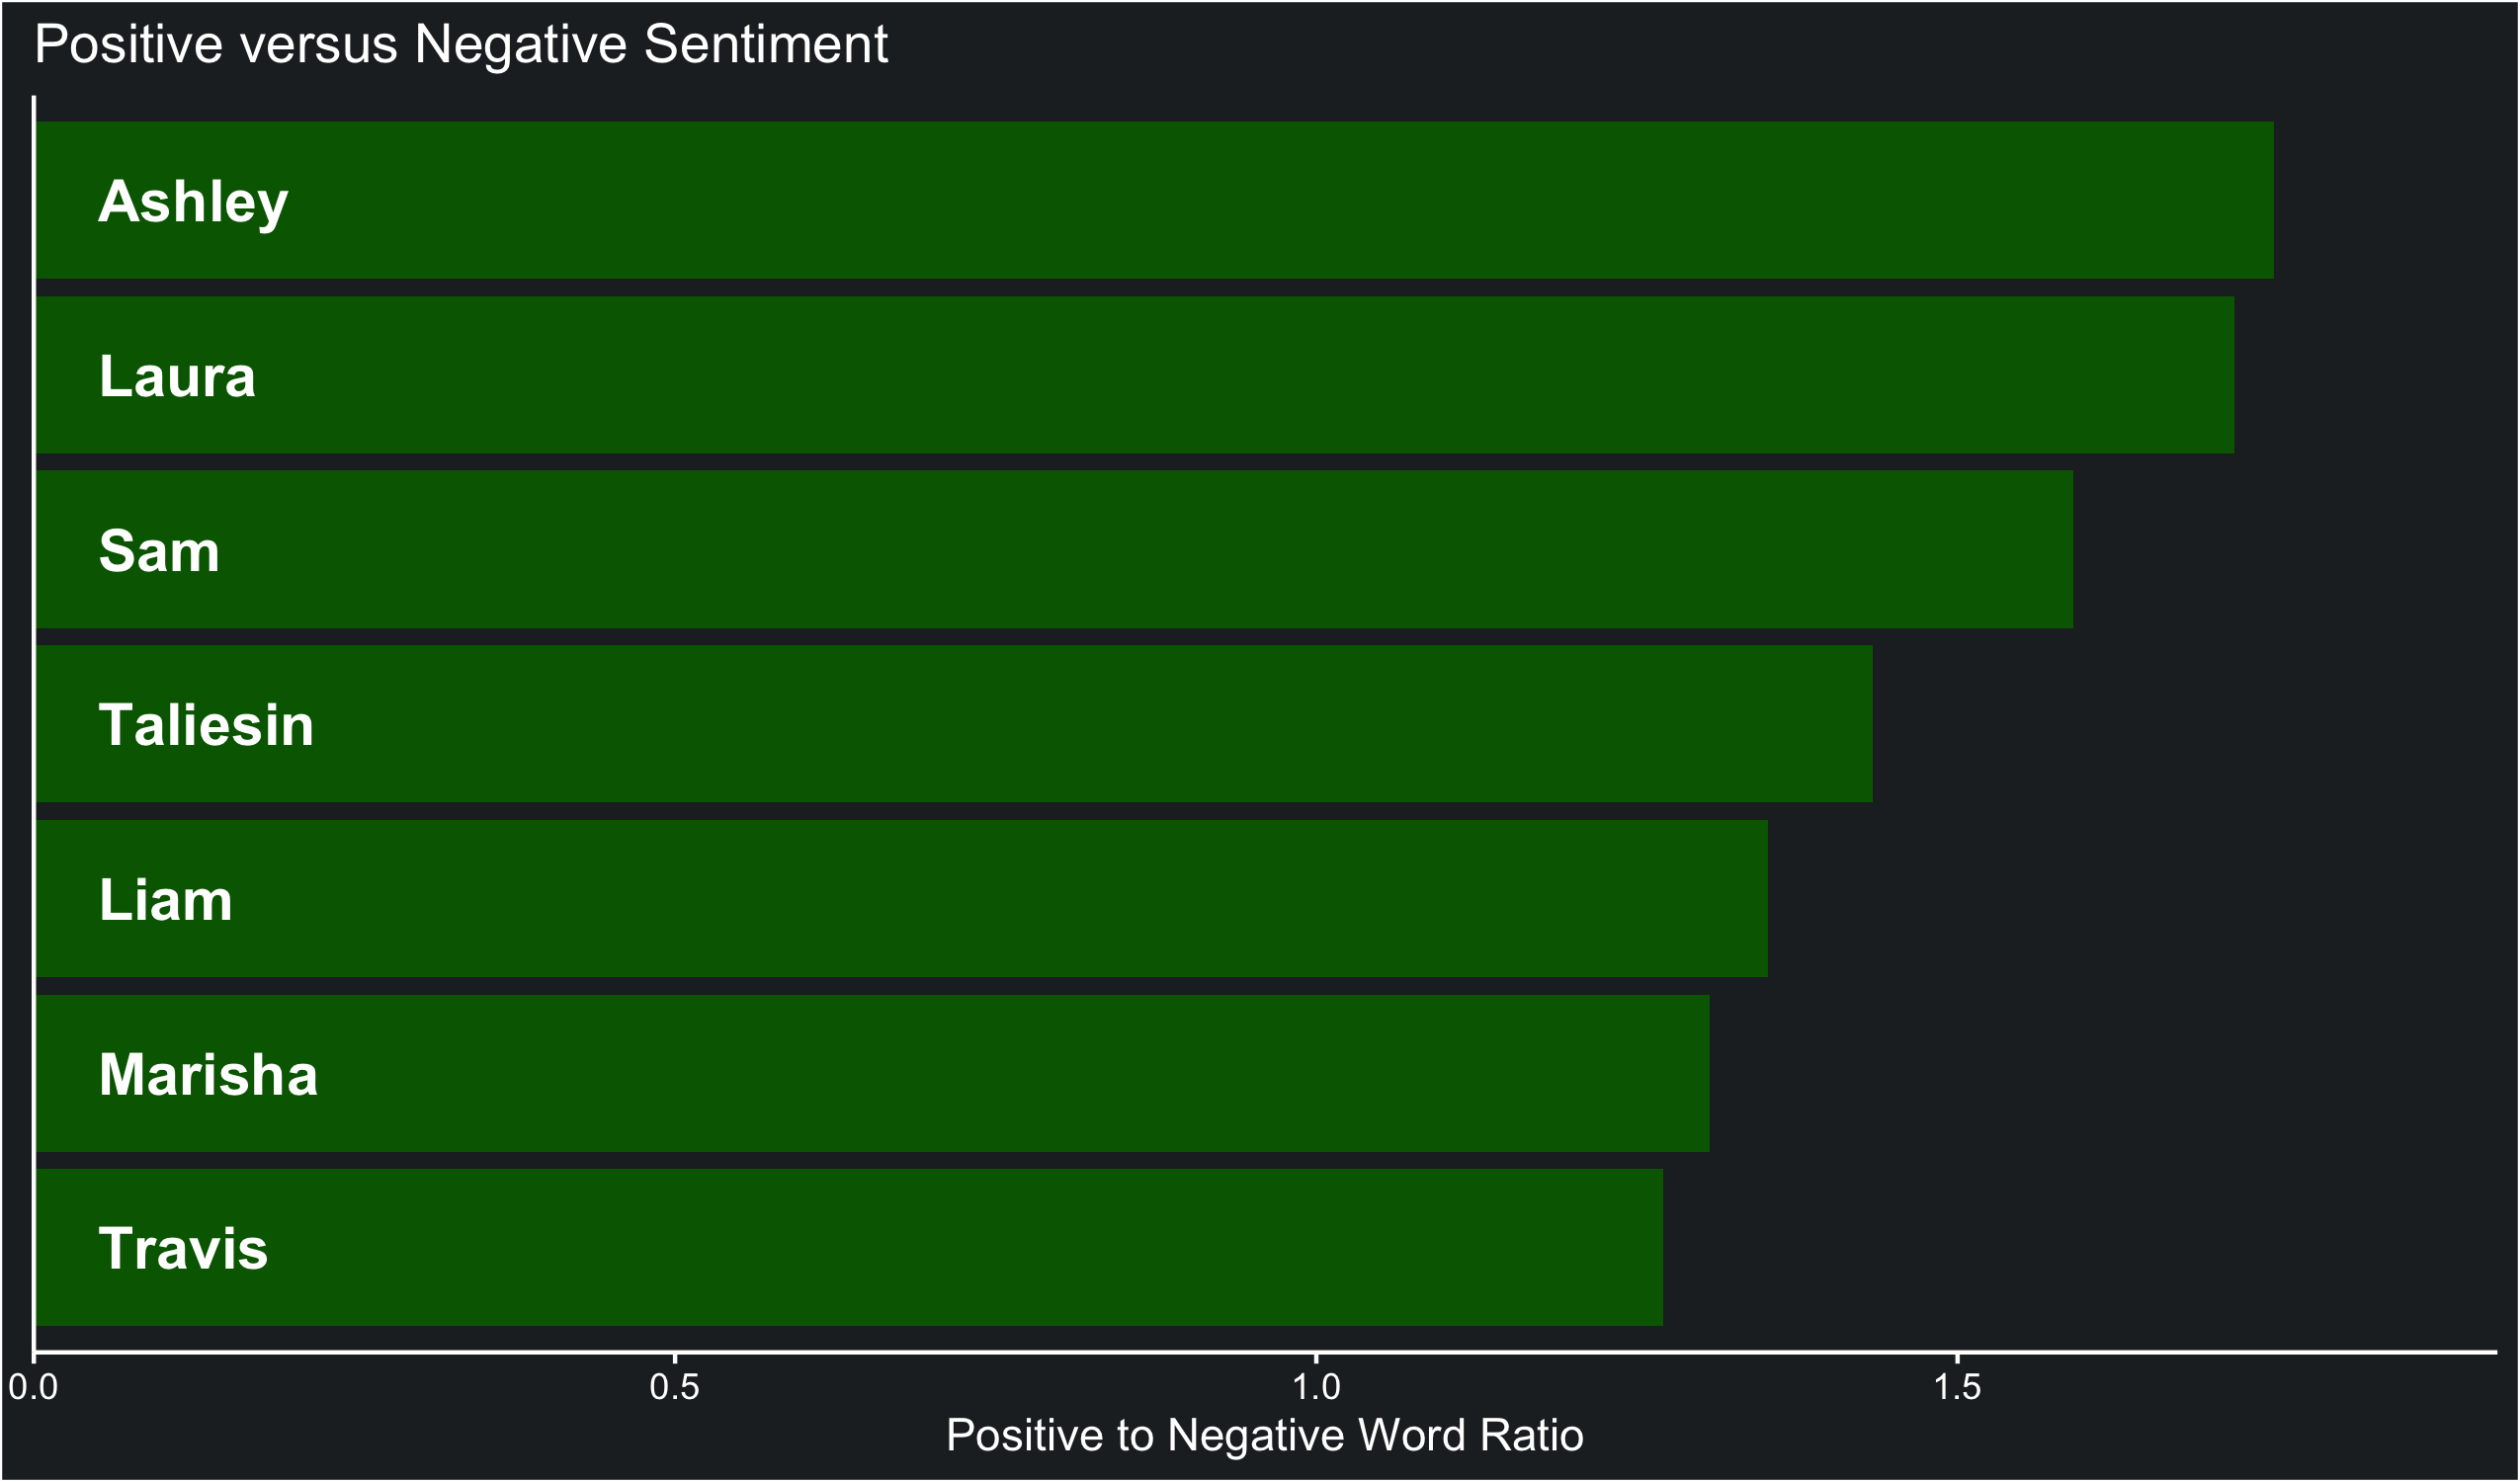 Positive versus Negative Sentiment
Ashley
Laura
Sam
Taliesin
Liam
Marisha
Travis
0.0 0.5 1.0 1.5
Positive to Negative Word Ratio